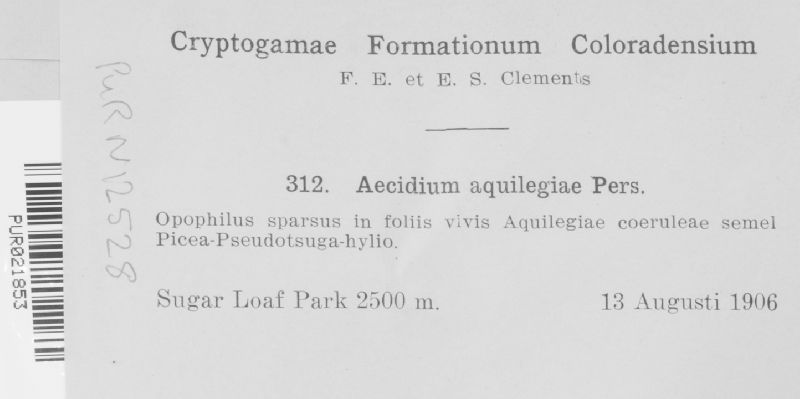 Cryptogamae Formationum Coloradensium
F. E. et E. S. Clements
312. Aecidium aquilegiae Pers.
Opophilus sparsus in foliis vivis Aquilegiae coeruleae semel
Picea-Pseudotsuga-hylio.
Sugar Loaf Park 2500 m. 13 Augusti 1906
PUR N12528
PUR021853